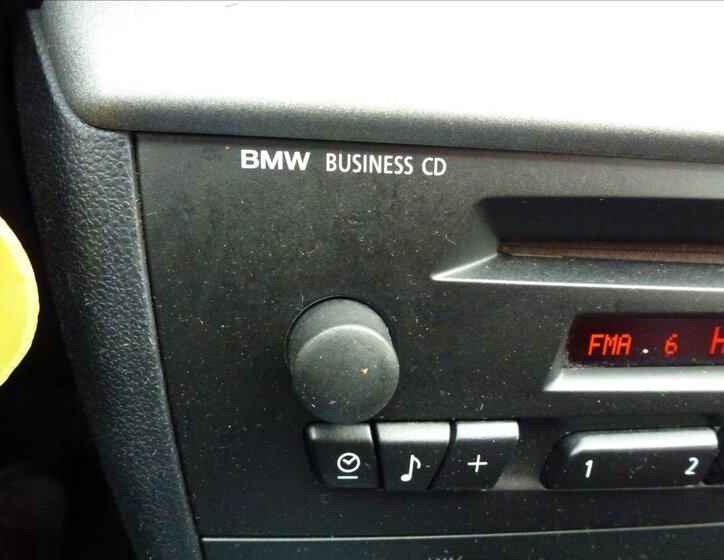 BMW BUSINESS CD
FMA . 6 H
+
1 2